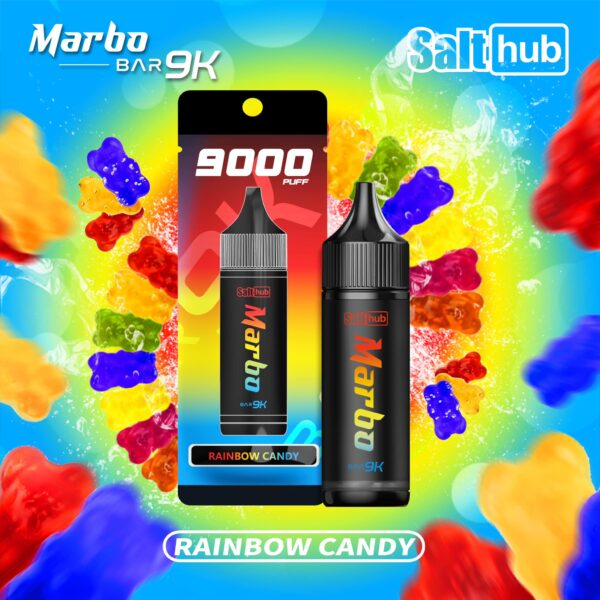 Marbo
BAR 9K
Salt hub
9000
PUFF
Salt hub
Marbo
BAR 9K
RAINBOW CANDY
Salt hub
Marbo
BAR 9K
RAINBOW CANDY